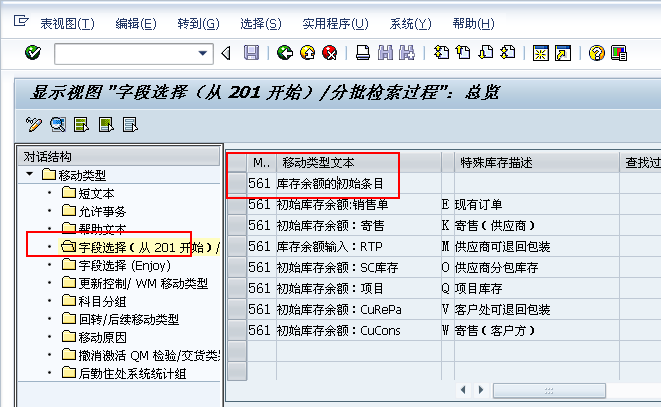 表视图(T) 编辑(E) 转到(G) 选择(S) 实用程序(U) 系统(Y) 帮助(H)
显示视图 "字段选择（从 201 开始）/分批检索过程": 总览
对话结构
移动类型
短文本
允许事务
帮助文本
字段选择（从 201 开始）/
字段选择 (Enjoy)
更新控制/ WM 移动类型
科目分组
回转/后续移动类型
移动原因
撤消激活 QM 检验/交货类
后勤住处系统统计组
M.. 移动类型文本 特殊库存描述 查找过
561 库存余额的初始条目
561 初始库存余额:销售单 E 现有订单
561 初始库存余额：寄售 K 寄售（供应商）
561 库存余额输入：RTP M 供应商可退回包装
561 初始库存余额：SC库存 O 供应商分包库存
561 初始库存余额：项目 Q 项目库存
561 初始库存余额：CuRePa V 客户处可退回包装
561 初始库存余额：CuCons W 寄售（客户方）